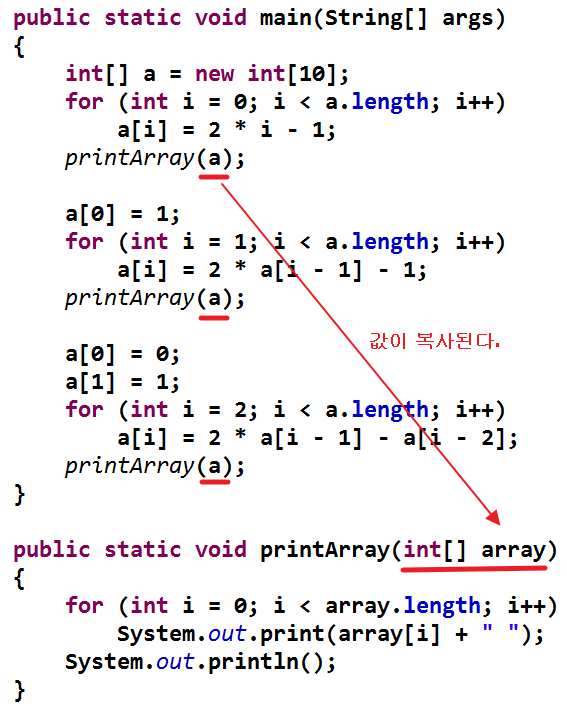 public static void main(String[] args)
{
    int[] a = new int[10];
    for (int i = 0; i < a.length; i++)
        a[i] = 2 * i - 1;
    printArray(a);

    a[0] = 1;
    for (int i = 1; i < a.length; i++)
        a[i] = 2 * a[i - 1] - 1;
    printArray(a);

값이 복사된다.
    a[0] = 0;
    a[1] = 1;
    for (int i = 2; i < a.length; i++)
        a[i] = 2 * a[i - 1] - a[i - 2];
    printArray(a);
}

public static void printArray(int[] array)
{
    for (int i = 0; i < array.length; i++)
        System.out.print(array[i] + " ");
    System.out.println();
}